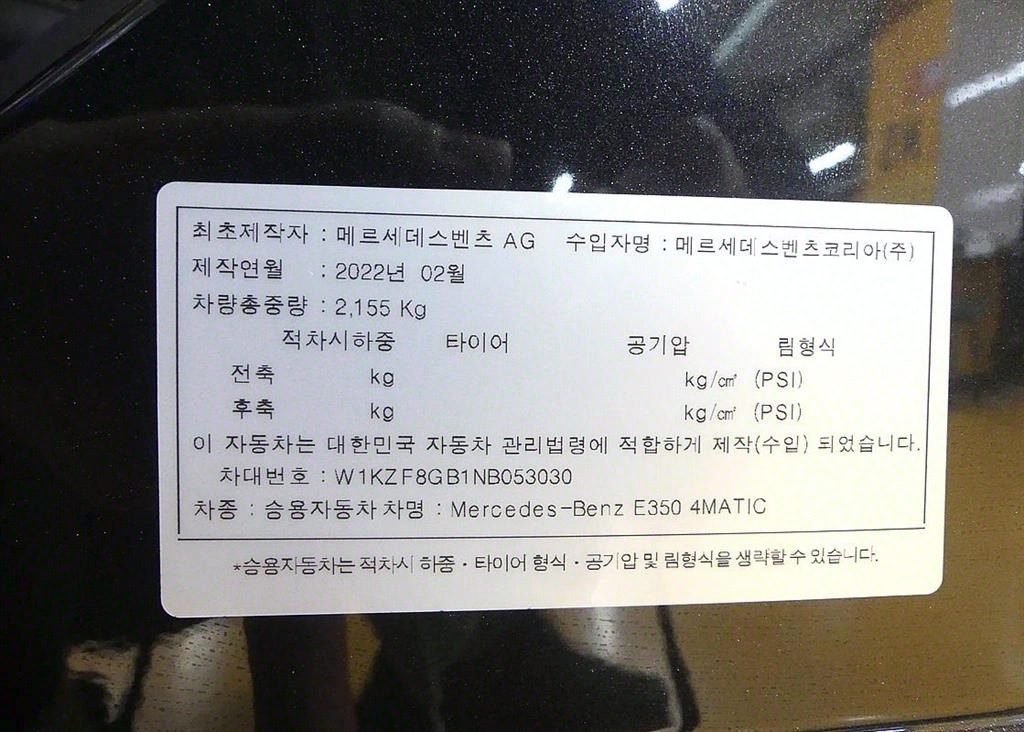 최초제작자 : 메르세데스벤츠 AG 수입자명 : 메르세데스벤츠코리아(주)
제작연월 : 2022년 02월
차량총중량 : 2,155 Kg
적차시하중 타이어 공기압 림형식
전축 kg kg/㎠ (PSI)
후축 kg kg/㎠ (PSI)
이 자동차는 대한민국 자동차 관리법령에 적합하게 제작(수입) 되었습니다.
차대번호 : W1KZF8GB1NB053030
차종 : 승용자동차 차명 : Mercedes-Benz E350 4MATIC
*승용자동차는 적차시 하중·타이어 형식·공기압 및 림형식을 생략할 수 있습니다.